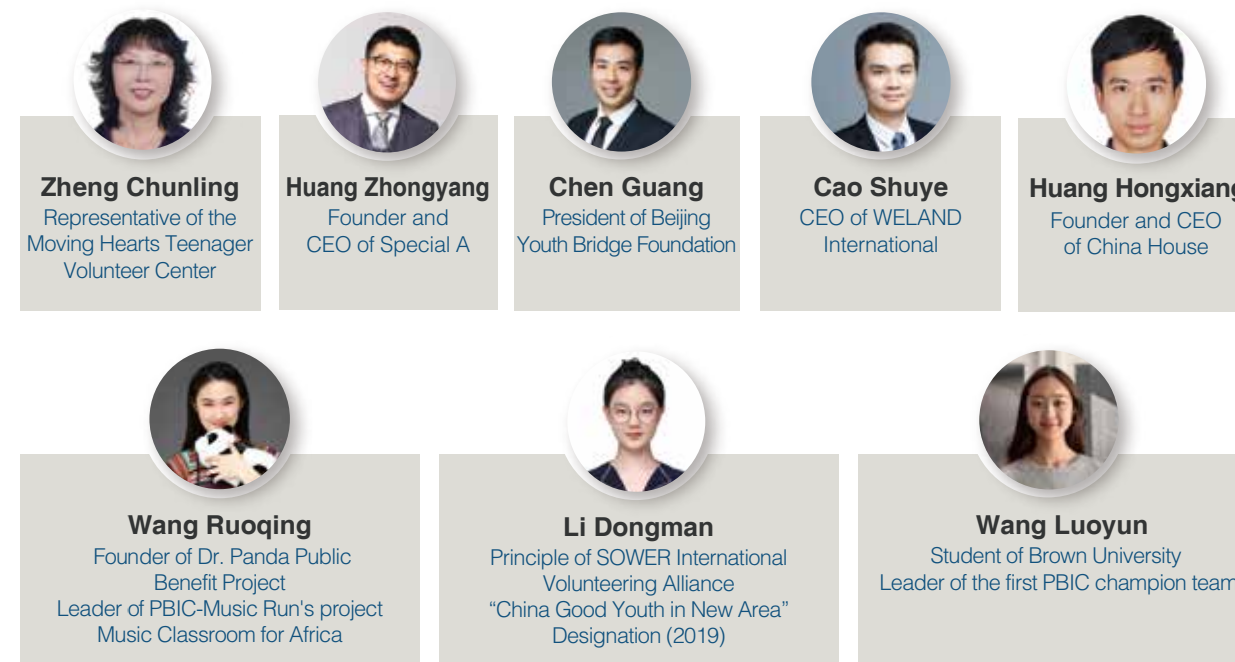 Zheng Chunling
Representative of the
Moving Hearts Teenager
Volunteer Center
Huang Zhongyang
Founder and
CEO of Special A
Chen Guang
President of Beijing
Youth Bridge Foundation
Cao Shuye
CEO of WELAND
International
Huang Hongxiang
Founder and CEO
of China House
Wang Ruoqing
Founder of Dr. Panda Public
Benefit Project
Leader of PBIC-Music Run's project
Music Classroom for Africa
Li Dongman
Principle of SOWER International
Volunteering Alliance
“China Good Youth in New Area”
Designation (2019)
Wang Luoyun
Student of Brown University
Leader of the first PBIC champion team